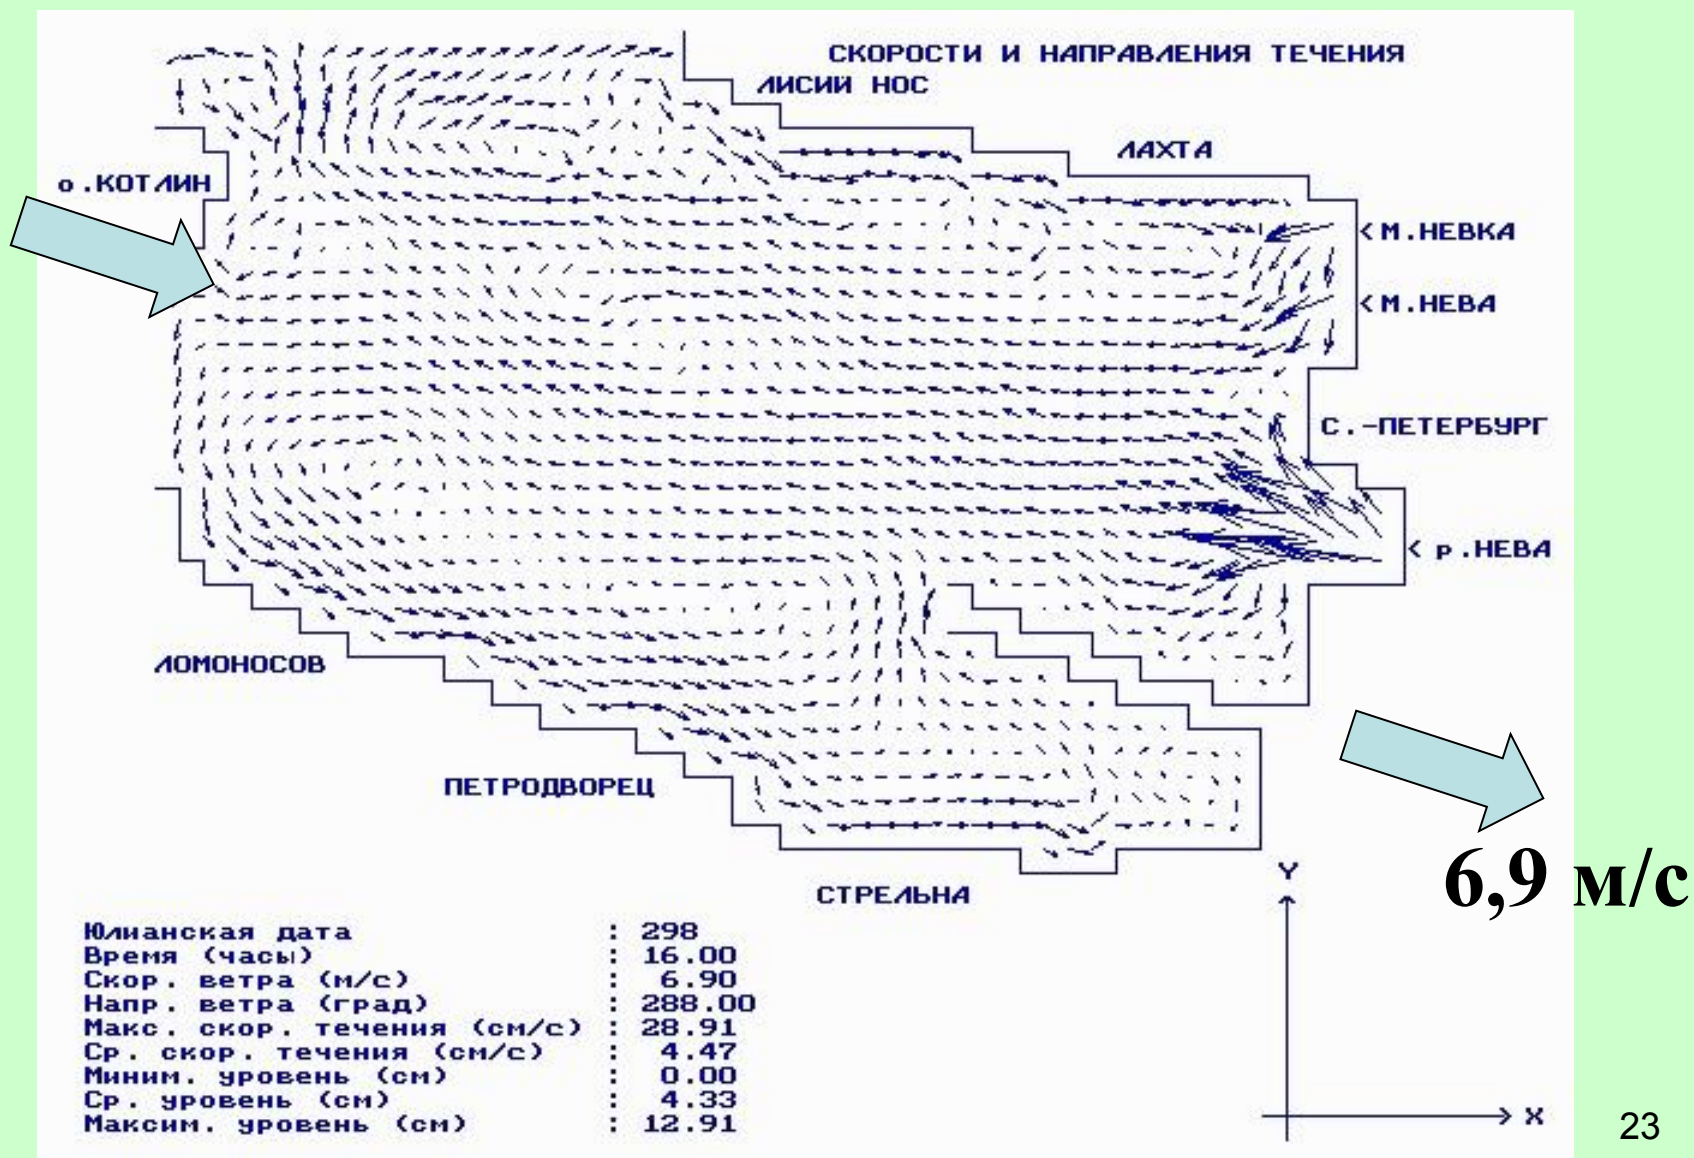 СКОРОСТИ И НАПРАВЛЕНИЯ ТЕЧЕНИЯ
ЛИСИЙ НОС
ЛАХТА
о.КОТЛИН
< М.НЕВКА
< М.НЕВА
С.-ПЕТЕРБУРГ
< р.НЕВА
ЛОМОНОСОВ
ПЕТРОДВОРЕЦ
6,9 м/с
СТРЕЛЬНА
Y
Юлианская дата : 298
Время (часы) : 16.00
Скор. ветра (м/с) : 6.90
Напр. ветра (град) : 288.00
Макс. скор. течения (см/с) : 28.91
Ср. скор. течения (см/с) : 4.47
Миним. уровень (см) : 0.00
Ср. уровень (см) : 4.33
Максим. уровень (см) : 12.91
X
23